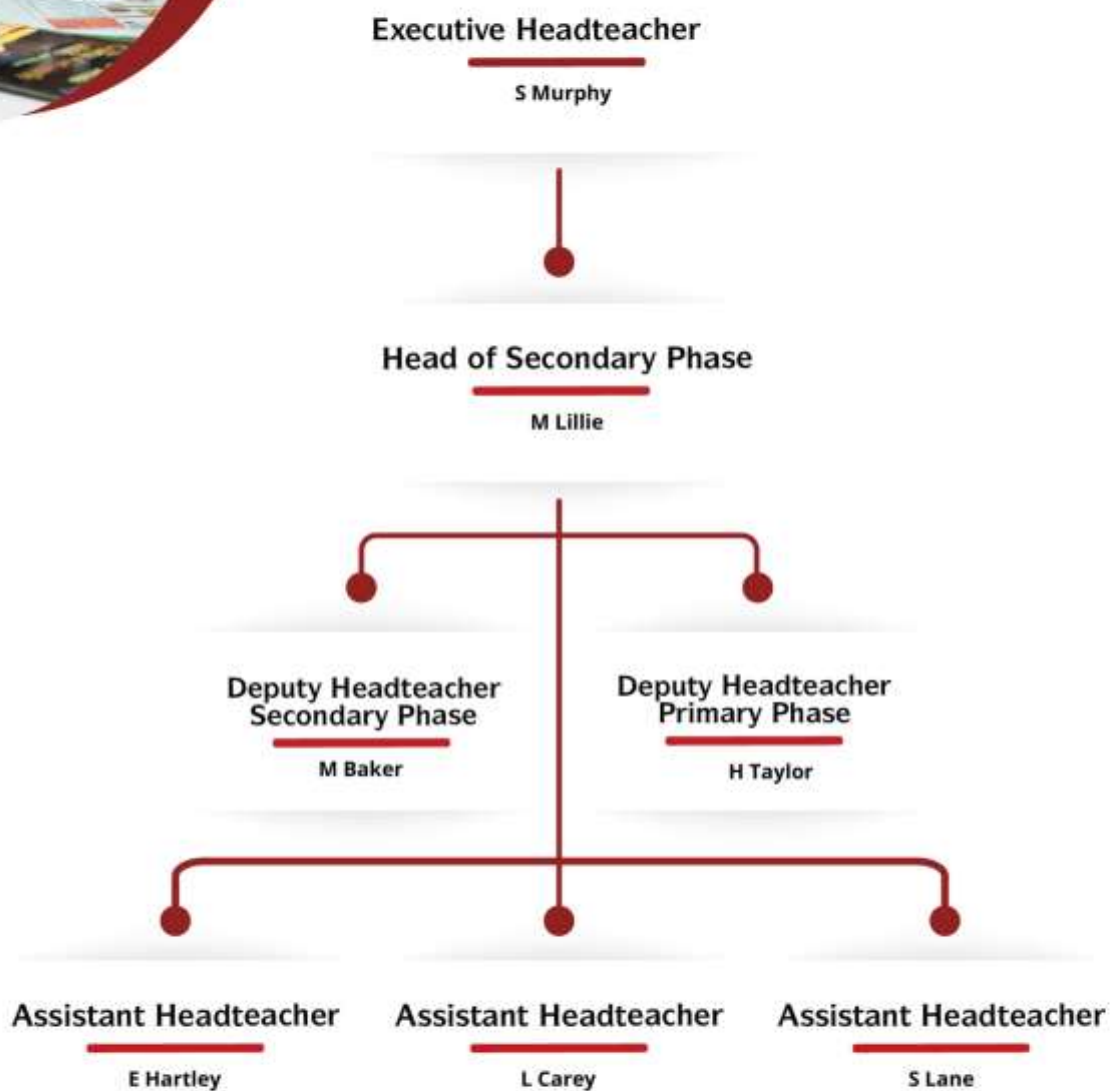 Executive Headteacher
S Murphy
Head of Secondary Phase
M Lillie
Deputy Headteacher
Secondary Phase
M Baker
Deputy Headteacher
Primary Phase
H Taylor
Assistant Headteacher
E Hartley
Assistant Headteacher
L Carey
Assistant Headteacher
S Lane